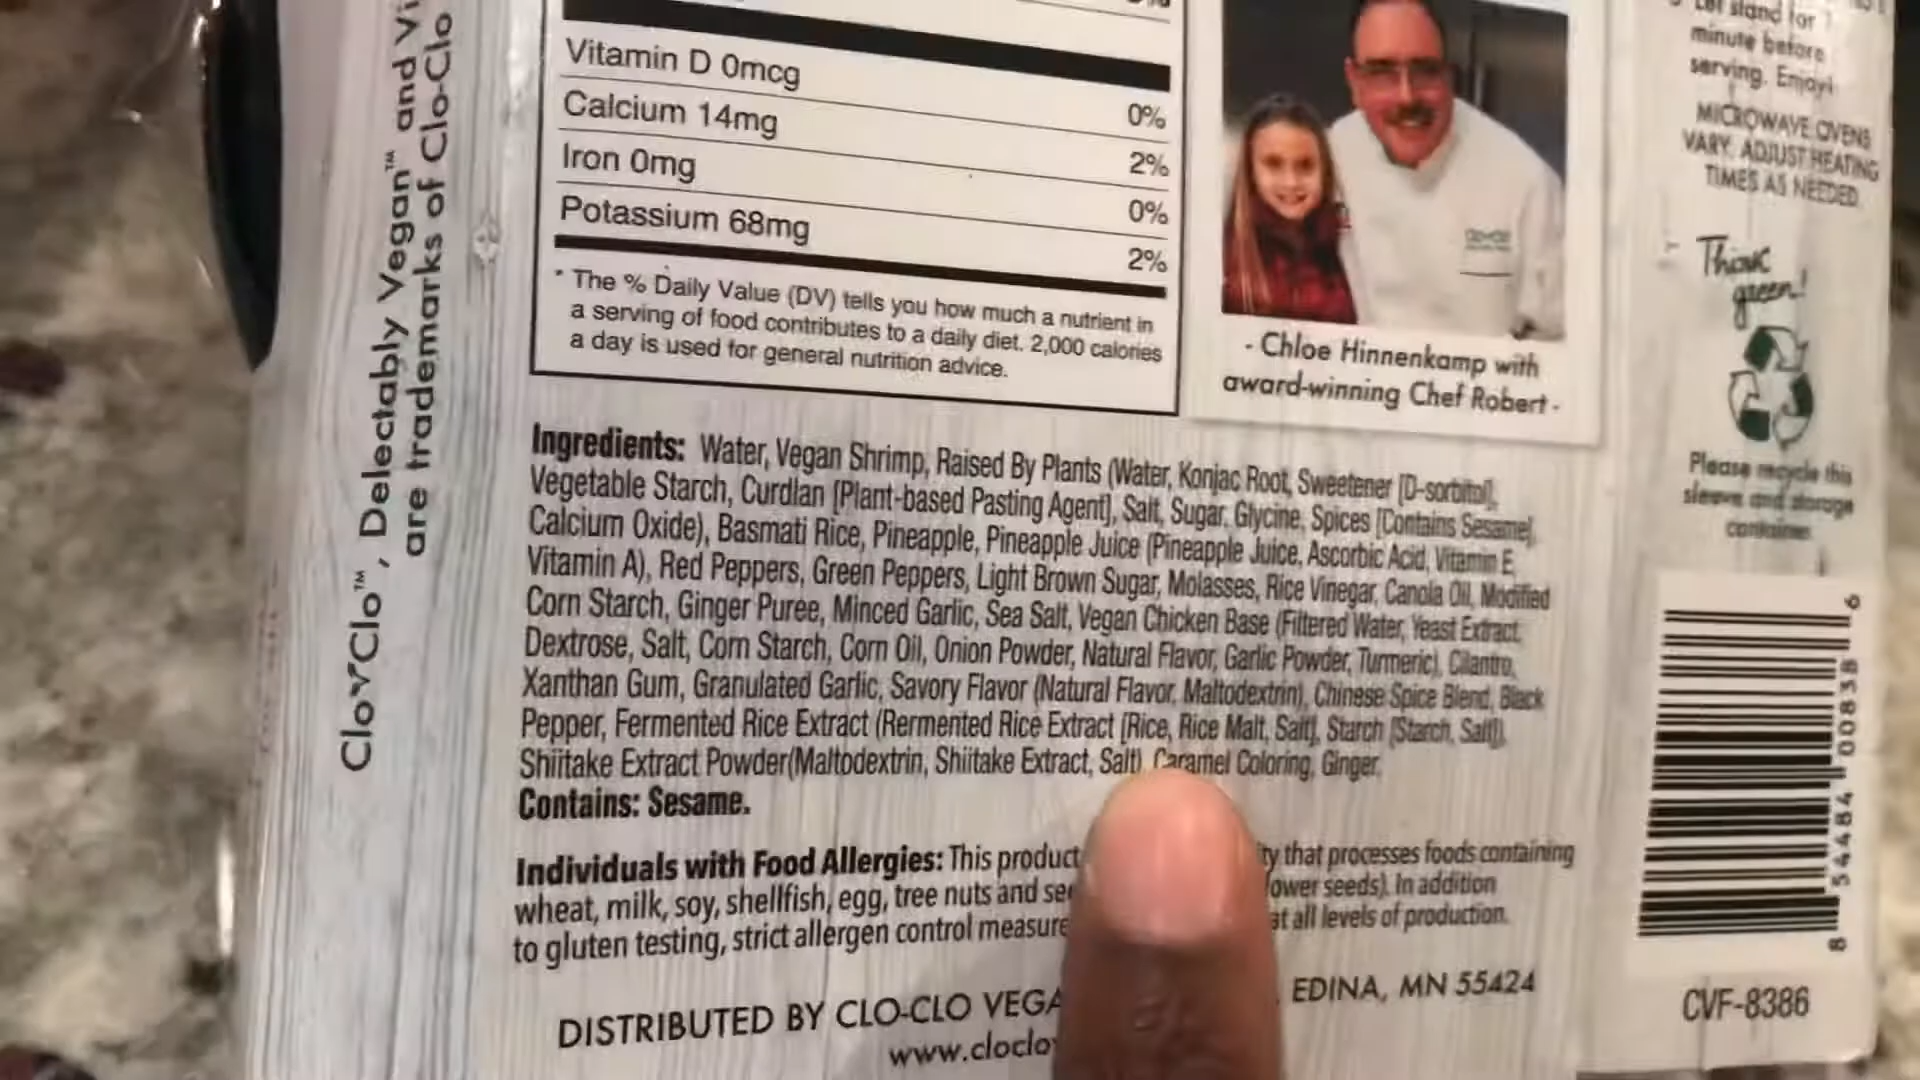 Clo♥Clo™, Delectably Vegan™ and Vi
are trademarks of Clo-Clo
Vitamin D 0mcg 0%
Calcium 14mg 2%
Iron 0mg 0%
Potassium 68mg 2%
* The % Daily Value (DV) tells you how much a nutrient in
a serving of food contributes to a daily diet. 2,000 calories
a day is used for general nutrition advice.
- Chloe Hinnenkamp with
award-winning Chef Robert -
Let stand for 1
minute before
serving. Enjoy!
MICROWAVE OVENS
VARY. ADJUST HEATING
TIMES AS NEEDED.
Think
green!
Please recycle this
sleeve and storage
container.
Ingredients: Water, Vegan Shrimp, Raised By Plants (Water, Konjac Root, Sweetener [D-sorbitol],
Vegetable Starch, Curdlan [Plant-based Pasting Agent], Salt, Sugar, Glycine, Spices [Contains Sesame],
Calcium Oxide), Basmati Rice, Pineapple, Pineapple Juice (Pineapple Juice, Ascorbic Acid, Vitamin E,
Vitamin A), Red Peppers, Green Peppers, Light Brown Sugar, Molasses, Rice Vinegar, Canola Oil, Modified
Corn Starch, Ginger Puree, Minced Garlic, Sea Salt, Vegan Chicken Base (Filtered Water, Yeast Extract,
Dextrose, Salt, Corn Starch, Corn Oil, Onion Powder, Natural Flavor, Garlic Powder, Turmeric), Cilantro,
Xanthan Gum, Granulated Garlic, Savory Flavor (Natural Flavor, Maltodextrin), Chinese Spice Blend, Black
Pepper, Fermented Rice Extract (Rermented Rice Extract [Rice, Rice Malt, Salt], Starch [Starch, Salt]),
Shiitake Extract Powder(Maltodextrin, Shiitake Extract, Salt), Caramel Coloring, Ginger.
Contains: Sesame.
Individuals with Food Allergies: This product ty that processes foods containing
wheat, milk, soy, shellfish, egg, tree nuts and se lower seeds). In addition
to gluten testing, strict allergen control measure at all levels of production.
DISTRIBUTED BY CLO-CLO VEGA EDINA, MN 55424
www.cloclo
8 54484 00838 6
CVF-8386